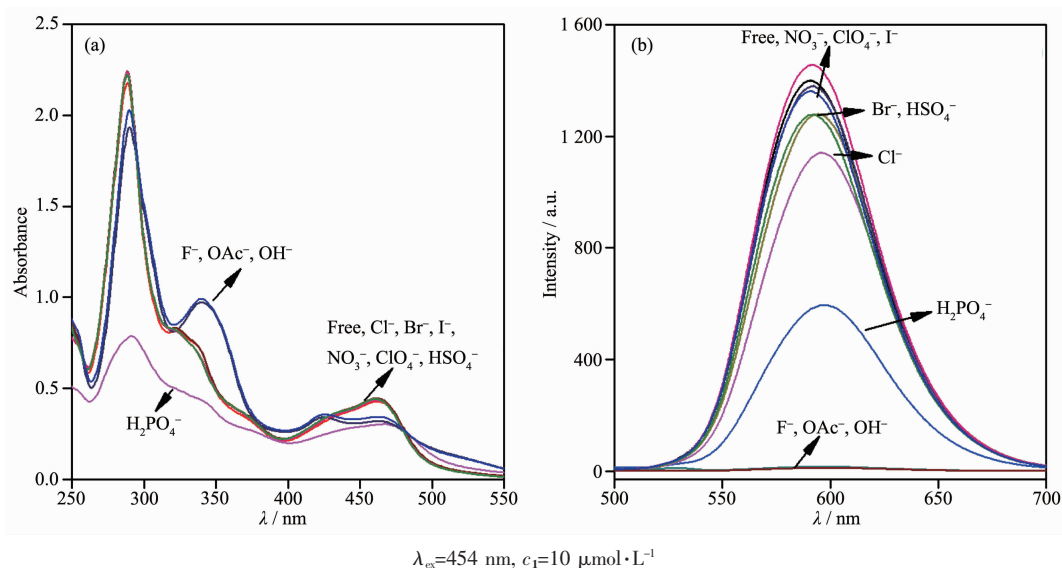 (a)
2.5
2.0
1.5
1.0
0.5
0.0
Absorbance
F⁻, OAc⁻, OH⁻
Free, Cl⁻, Br⁻, I⁻,
NO₃⁻, ClO₄⁻, HSO₄⁻
H₂PO₄⁻
250 300 350 400 450 500 550
λ / nm
(b)
1 600
1 200
800
400
0
Intensity / a.u.
Free, NO₃⁻, ClO₄⁻, I⁻
Br⁻, HSO₄⁻
Cl⁻
H₂PO₄⁻
F⁻, OAc⁻, OH⁻
500 550 600 650 700
λ / nm
λₑₓ=454 nm, c₁=10 μmol·L⁻¹